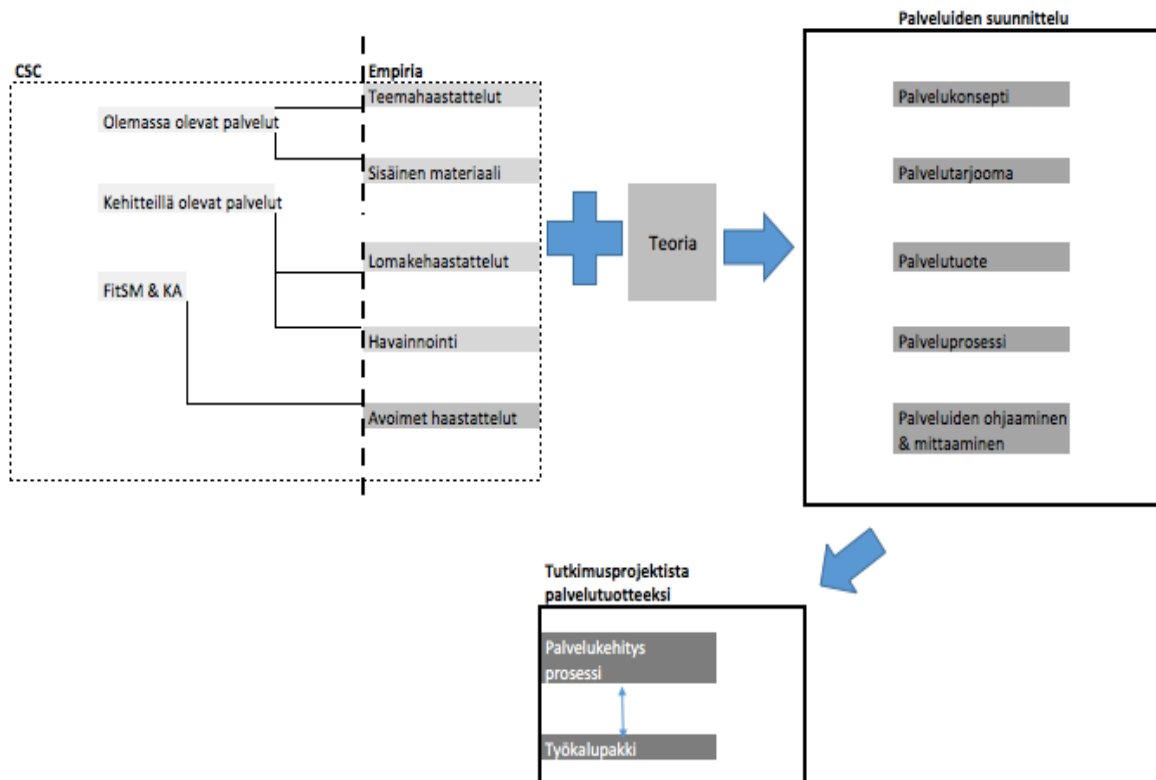 Palveluiden suunnittelu
CSC
Empiria
Teemahaastattelut
Olemassa olevat palvelut
Sisäinen materiaali
Kehitteillä olevat palvelut
Lomakehaastattelut
FitSM & KA
Havainnointi
Avoimet haastattelut
Teoria
Palvelukonsepti
Palvelutarjooma
Palvelutuote
Palveluprosessi
Palveluiden ohjaaminen
& mittaaminen
Tutkimusprojektista
palvelutuotteeksi
Palvelukehitys
prosessi
Työkalupakki